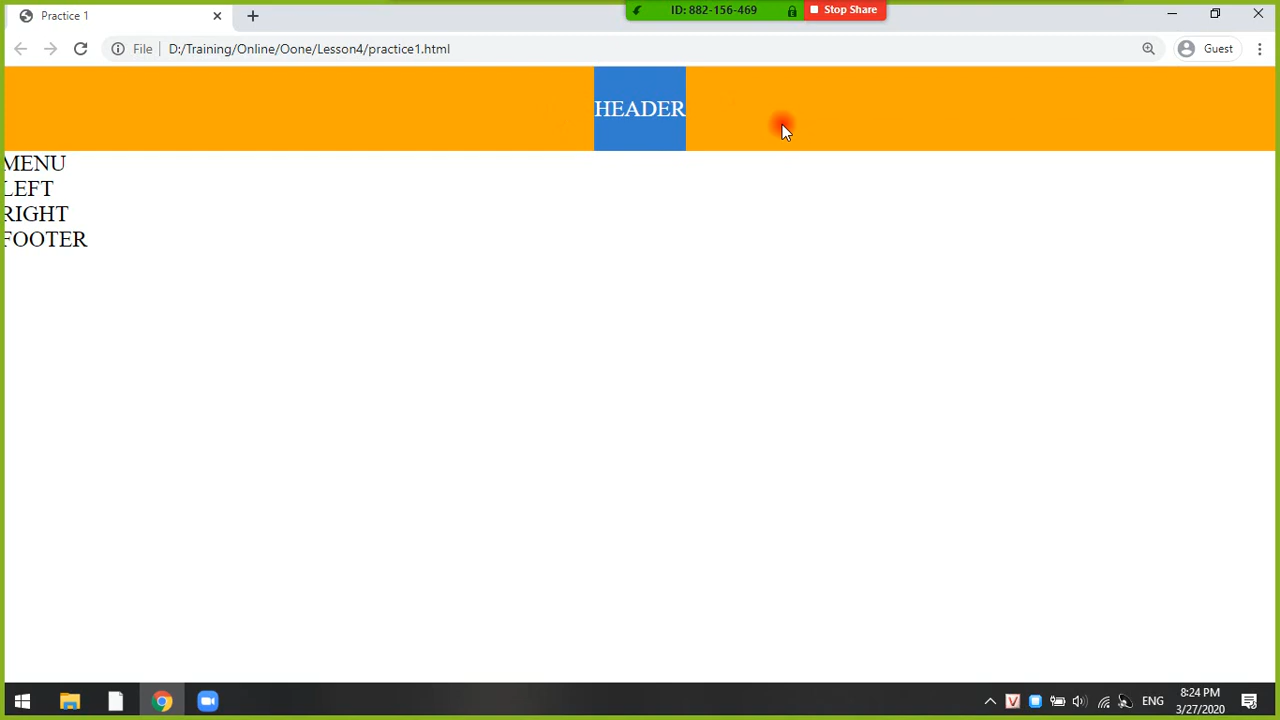 Practice 1
ID: 882-156-469
Stop Share
File
D:/Training/Online/Oone/Lesson4/practice1.html
Guest
HEADER
MENU
LEFT
RIGHT
FOOTER
V
ENG
8:24 PM
3/27/2020